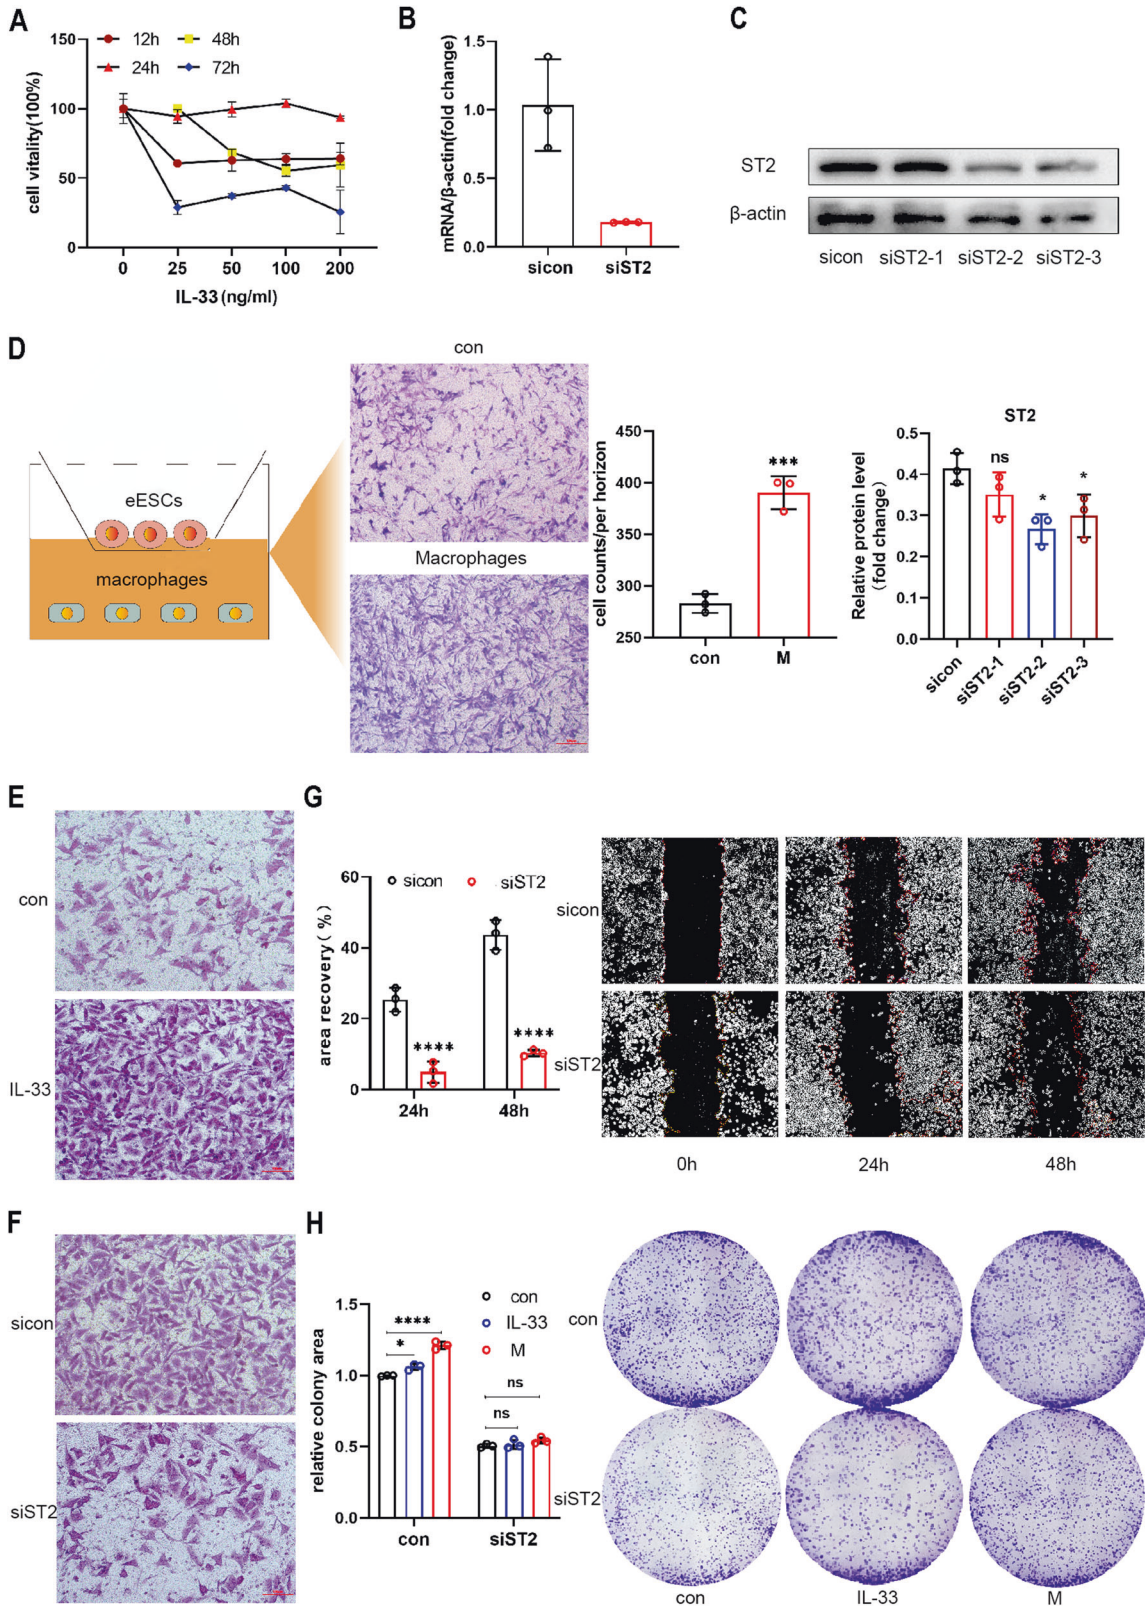 A
150
100
50
0
cell vitality(100%)
12h
48h
24h
72h
0
25
50
100
200
IL-33 (ng/ml)
B
1.5
1.0
0.5
0.0
mRNA/β-actin(fold change)
sicon
siST2
C
ST2
β-actin
sicon
siST2-1
siST2-2
siST2-3
D
eESCs
macrophages
con
Macrophages
450
400
350
300
250
cell counts/per horizon
***
con
M
ST2
0.5
0.4
0.3
0.2
0.1
0.0
Relative protein level
(fold change)
ns
*
*
sicon
siST2-1
siST2-2
siST2-3
E
con
IL-33
G
60
40
20
0
area recovery ( % )
sicon
siST2
****
****
24h
48h
sicon
siST2
0h
24h
48h
F
sicon
siST2
H
1.5
1.0
0.5
0.0
relative colony area
con
IL-33
M
****
*
ns
ns
con
siST2
con
siST2
con
IL-33
M